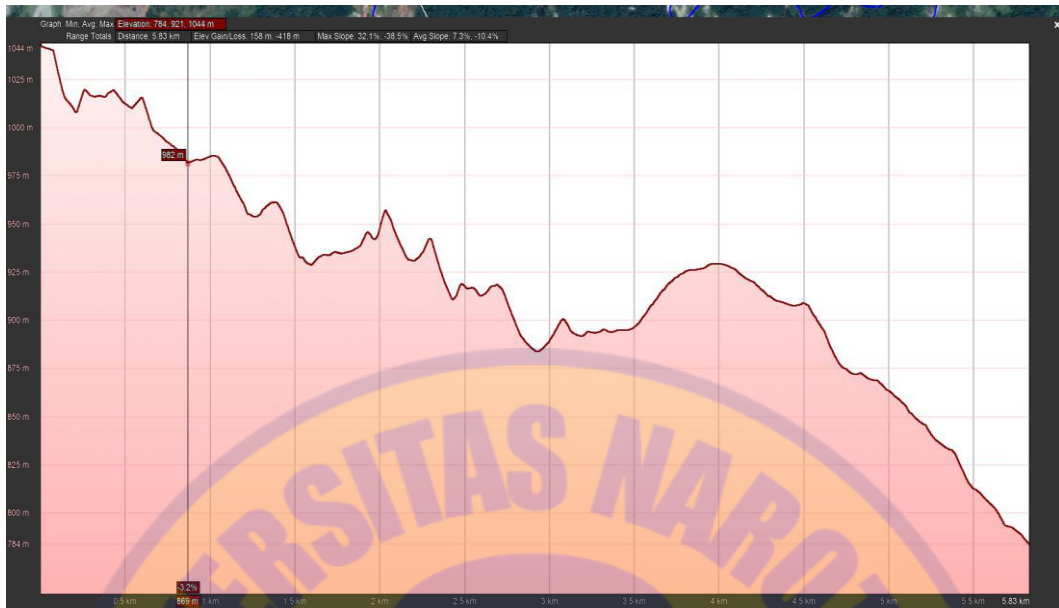 Graph: Min, Avg, Max Elevation: 784, 921, 1044 m
Range Totals Distance: 5.83 km Elev Gain/Loss: 158 m, -418 m Max Slope: 32.1%, -38.5% Avg Slope: 7.3%, -10.4%
1044 m
1025 m
1000 m
982 m
975 m
950 m
925 m
900 m
875 m
850 m
825 m
800 m
784 m
ERSITAS NARO
-3.2%
0.5 km 869 m 1 km 1.5 km 2 km 2.5 km 3 km 3.5 km 4 km 4.5 km 5 km 5.5 km 5.83 km